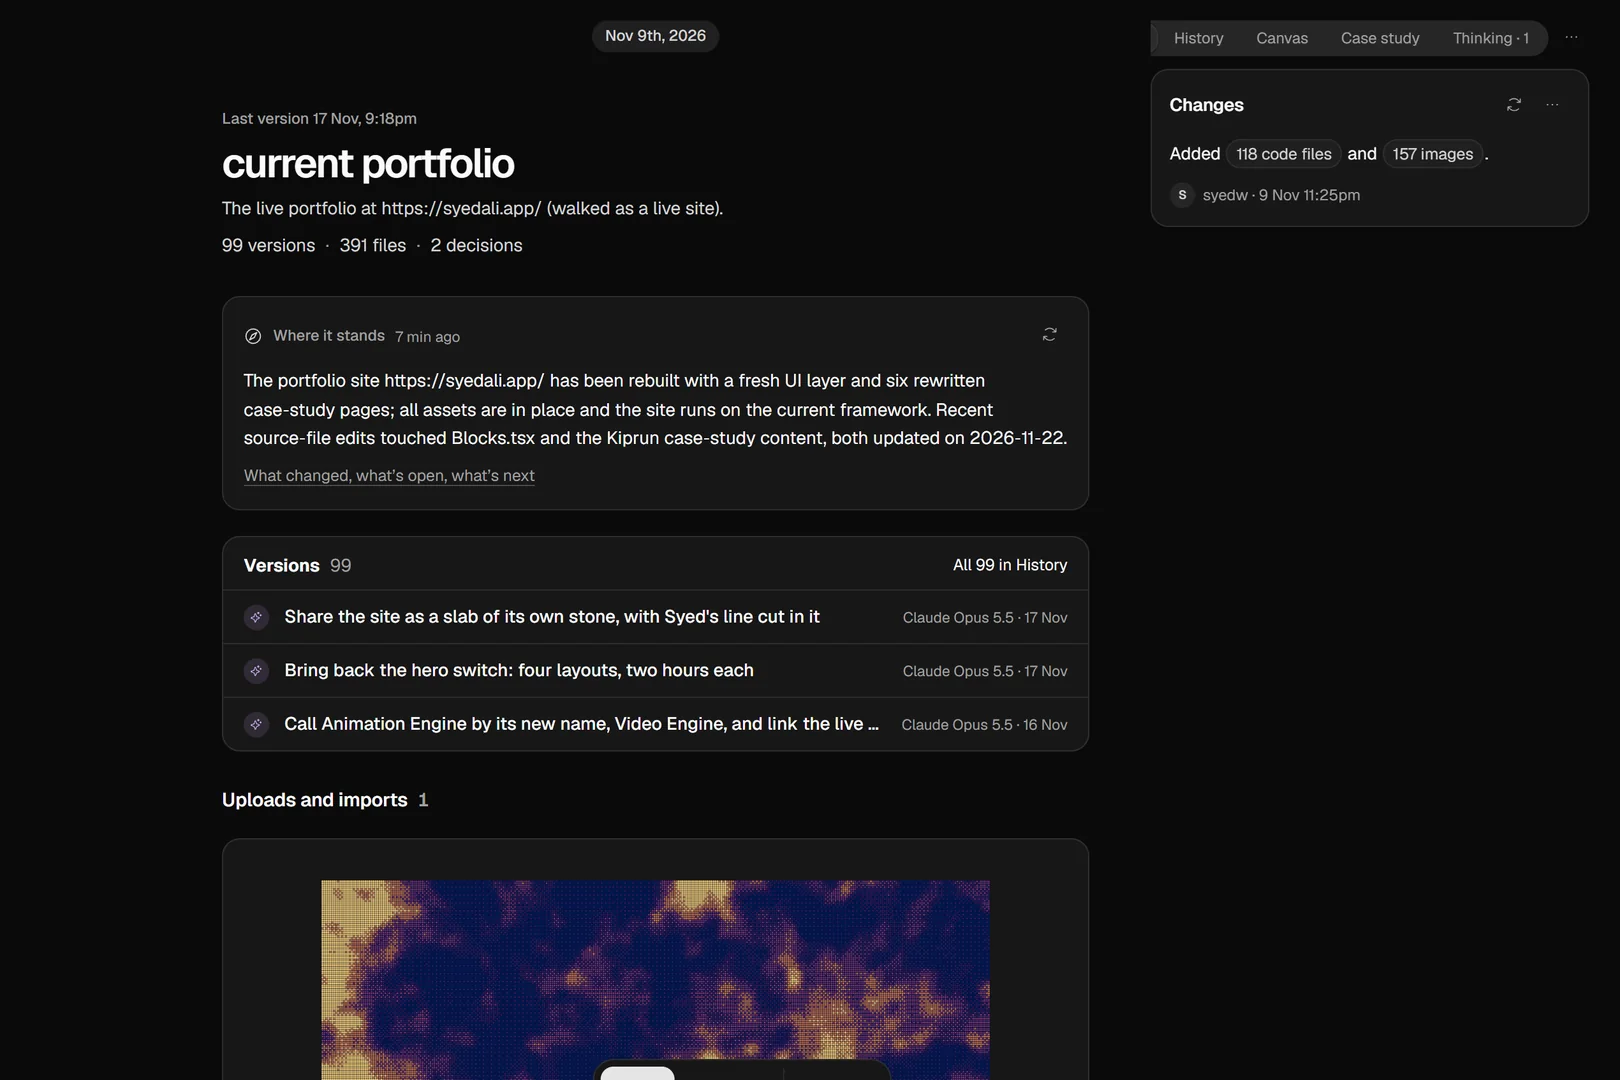 Nov 9th, 2026
History
Canvas
Case study
Thinking · 1
Last version 17 Nov, 9:18pm
current portfolio
The live portfolio at https://syedali.app/ (walked as a live site).
99 versions · 391 files · 2 decisions
Changes
Added 118 code files and 157 images .
S syedw · 9 Nov 11:25pm
Where it stands 7 min ago
The portfolio site https://syedali.app/ has been rebuilt with a fresh UI layer and six rewritten
case-study pages; all assets are in place and the site runs on the current framework. Recent
source-file edits touched Blocks.tsx and the Kiprun case-study content, both updated on 2026-11-22.
What changed, what’s open, what’s next
Versions 99
All 99 in History
Share the site as a slab of its own stone, with Syed's line cut in it
Claude Opus 5.5 · 17 Nov
Bring back the hero switch: four layouts, two hours each
Claude Opus 5.5 · 17 Nov
Call Animation Engine by its new name, Video Engine, and link the live ...
Claude Opus 5.5 · 16 Nov
Uploads and imports 1